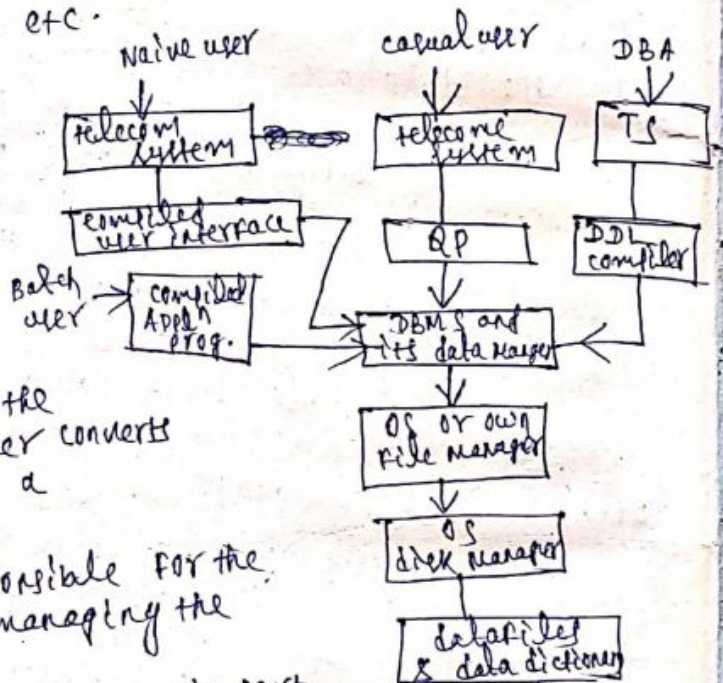 etc.
Naive user
casual user
DBA
telecom
system
telecome
system
TS
compiled
user interface
QP
DDL
compiler
Batch
user
compiled
Appln
prog.
DBMS and
its data Manger
the
er converts
a
OS or own
File Manager
OS
disk Manager
onsible For the
managing the
datafiles
& data dictionary